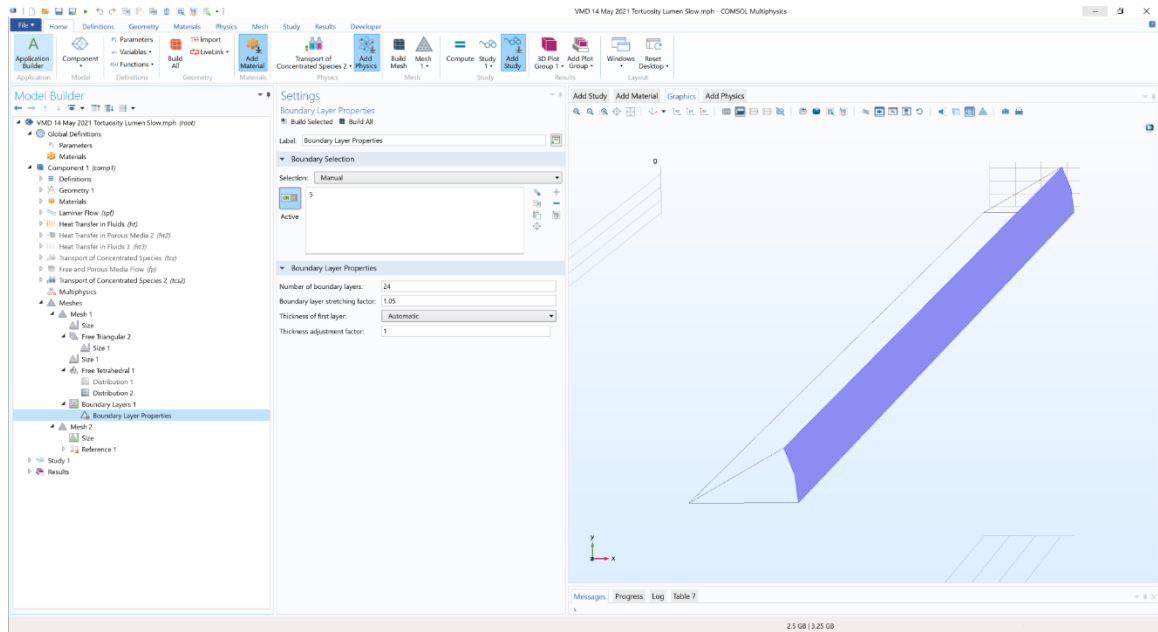 VMD 14 May 2021 Tortuosity Lumen Slow.mph - COMSOL Multiphysics
File Home Definitions Geometry Materials Physics Mesh Study Results Developer
Application Builder
Component
Pi Parameters
Variables
Functions
Build All
Import
LiveLink
Add Material
Transport of Concentrated Species 2
Add Physics
Build Mesh
Mesh 1
Compute
Study 1
Add Study
3D Plot Group 1
Add Plot Group
Windows
Reset Desktop
Application Model Definitions Geometry Materials Physics Mesh Study Results Layout
Model Builder
VMD 14 May 2021 Tortuosity Lumen Slow.mph (root)
Global Definitions
Pi Parameters
Materials
Component 1 (comp1)
Definitions
Geometry 1
Materials
Laminar Flow (spf)
Heat Transfer in Fluids (ht)
Heat Transfer in Porous Media 2 (ht2)
Heat Transfer in Fluids 3 (ht3)
Transport of Concentrated Species (tcs)
Free and Porous Media Flow (fp)
Transport of Concentrated Species 2 (tcs2)
Multiphysics
Meshes
Mesh 1
Size
Free Triangular 2
Size 1
Size 1
Free Tetrahedral 1
Distribution 1
Distribution 2
Boundary Layers 1
Boundary Layer Properties
Mesh 2
Size
Reference 1
Study 1
Results
Settings
Boundary Layer Properties
Build Selected Build All
Label: Boundary Layer Properties
Boundary Selection
Selection: Manual
5
Active
Boundary Layer Properties
Number of boundary layers: 24
Boundary layer stretching factor: 1.05
Thickness of first layer: Automatic
Thickness adjustment factor: 1
Add Study Add Material Graphics Add Physics
0
y
x
Messages Progress Log Table 7
2.5 GB | 3.25 GB